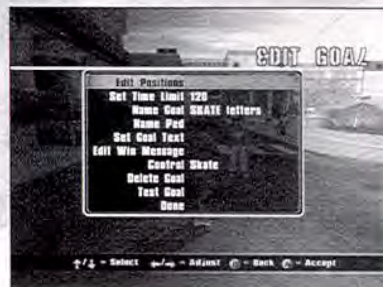 EDIT GOAL
Edit Positions
Set Time Limit 120
Name Goal SKATE letters
Name Ped
Set Goal Text
Edit Win Message
Control Skate
Delete Goal
Test Goal
Done
↑/↓ - Select ←/→ - Adjust - Back - Accept